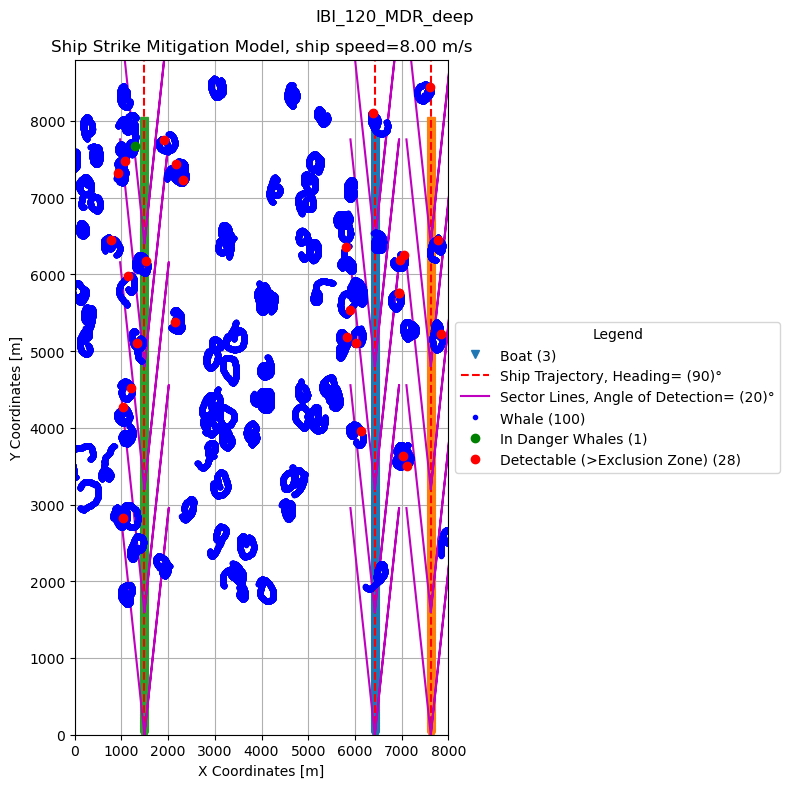 IBI_120_MDR_deep
Ship Strike Mitigation Model, ship speed=8.00 m/s
Y Coordinates [m]
8000
7000
6000
5000
4000
3000
2000
1000
0
0 1000 2000 3000 4000 5000 6000 7000 8000
X Coordinates [m]
Legend
Boat (3)
Ship Trajectory, Heading= (90)°
Sector Lines, Angle of Detection= (20)°
Whale (100)
In Danger Whales (1)
Detectable (>Exclusion Zone) (28)